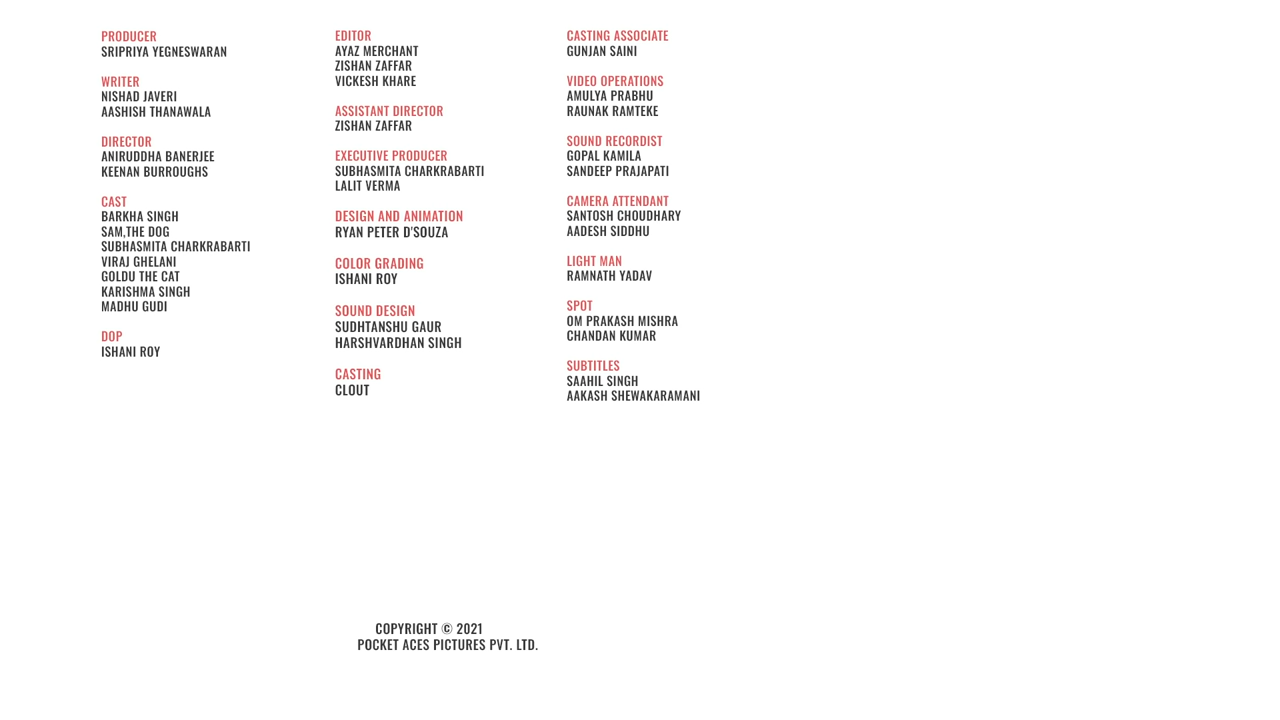 PRODUCER
SRIPRIYA YEGNESWARAN
WRITER
NISHAD JAVERI
AASHISH THANAWALA
DIRECTOR
ANIRUDDHA BANERJEE
KEENAN BURROUGHS
CAST
BARKHA SINGH
SAM,THE DOG
SUBHASMITA CHARKRABARTI
VIRAJ GHELANI
GOLDU THE CAT
KARISHMA SINGH
MADHU GUDI
DOP
ISHANI ROY
EDITOR
AYAZ MERCHANT
ZISHAN ZAFFAR
VICKESH KHARE
ASSISTANT DIRECTOR
ZISHAN ZAFFAR
EXECUTIVE PRODUCER
SUBHASMITA CHARKRABARTI
LALIT VERMA
DESIGN AND ANIMATION
RYAN PETER D'SOUZA
COLOR GRADING
ISHANI ROY
SOUND DESIGN
SUDHTANSHU GAUR
HARSHVARDHAN SINGH
CASTING
CLOUT
CASTING ASSOCIATE
GUNJAN SAINI
VIDEO OPERATIONS
AMULYA PRABHU
RAUNAK RAMTEKE
SOUND RECORDIST
GOPAL KAMILA
SANDEEP PRAJAPATI
CAMERA ATTENDANT
SANTOSH CHOUDHARY
AADESH SIDDHU
LIGHT MAN
RAMNATH YADAV
SPOT
OM PRAKASH MISHRA
CHANDAN KUMAR
SUBTITLES
SAAHIL SINGH
AAKASH SHEWAKARAMANI
COPYRIGHT © 2021
POCKET ACES PICTURES PVT. LTD.